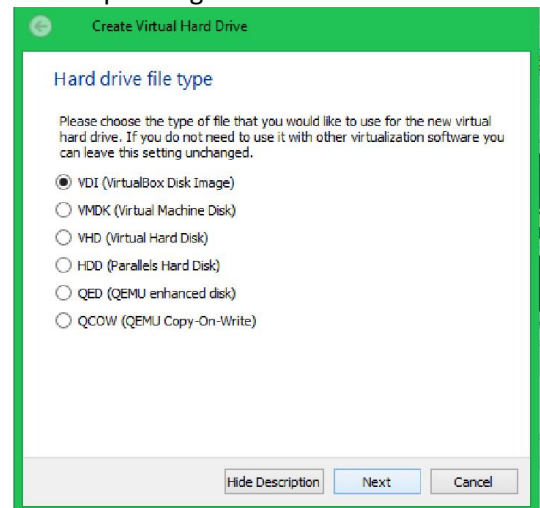 Create Virtual Hard Drive
Hard drive file type
Please choose the type of file that you would like to use for the new virtual
hard drive. If you do not need to use it with other virtualization software you
can leave this setting unchanged.
VDI (VirtualBox Disk Image)
VMDK (Virtual Machine Disk)
VHD (Virtual Hard Disk)
HDD (Parallels Hard Disk)
QED (QEMU enhanced disk)
QCOW (QEMU Copy-On-Write)
Hide Description Next Cancel